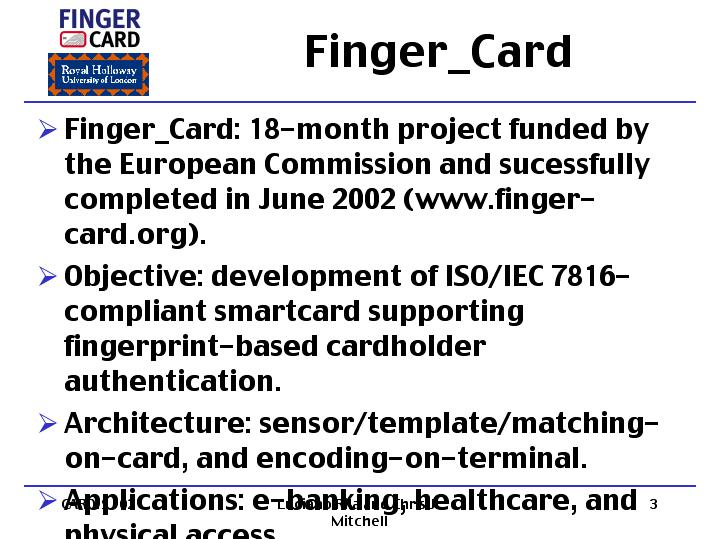 FINGER
CARD
Royal Holloway
University of London
Finger_Card
Finger_Card: 18-month project funded by
the European Commission and sucessfully
completed in June 2002 (www.finger-
card.org).
Objective: development of ISO/IEC 7816-
compliant smartcard supporting
fingerprint-based cardholder
authentication.
Architecture: sensor/template/matching-
on-card, and encoding-on-terminal.
Applications: e-banking, healthcare, and
physical access
Mitchell
3